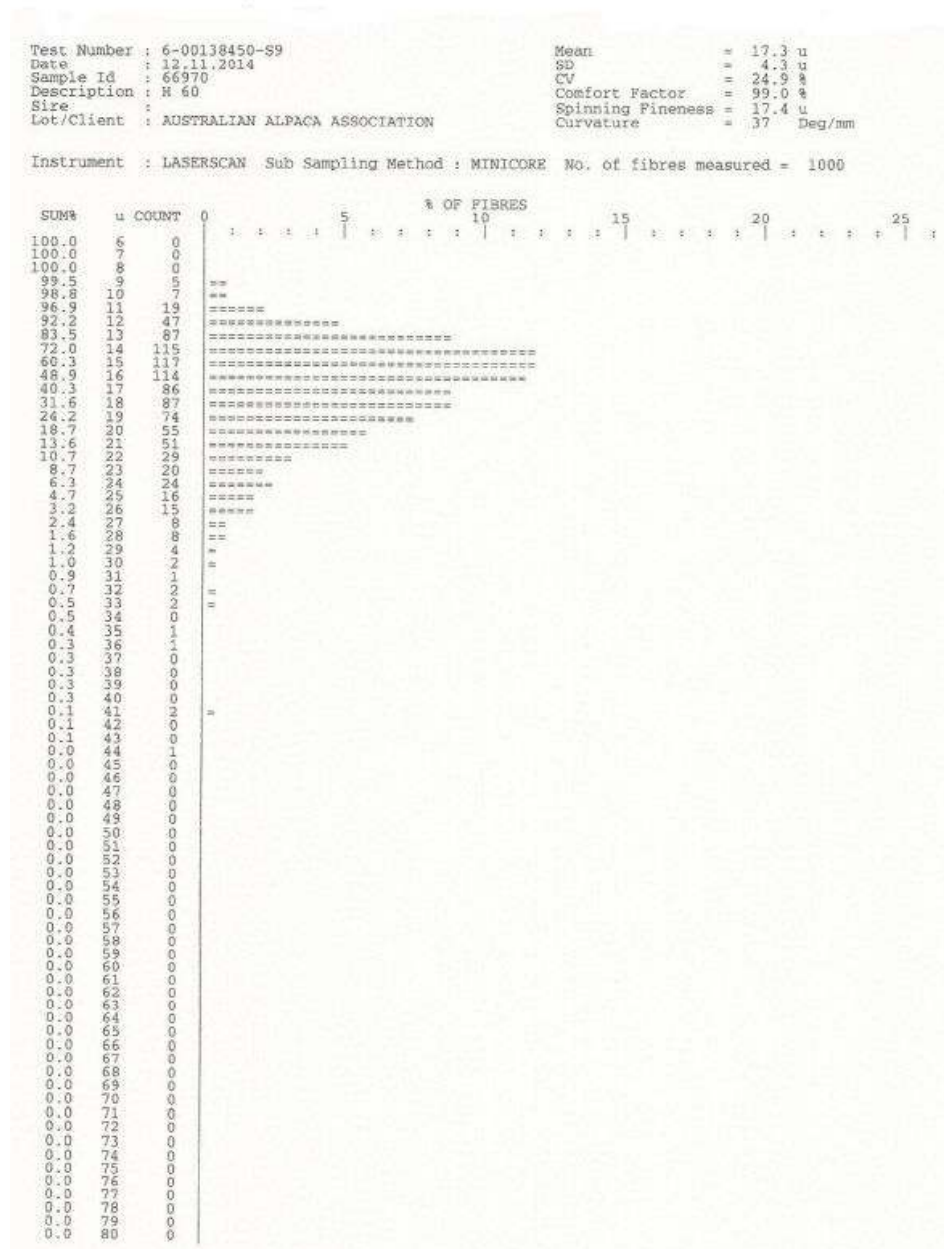 Test Number : 6-00138450-S9 Mean = 17.3 u
Date : 12.11.2014 SD = 4.3 u
Sample Id : 66970 CV = 24.9 %
Description : H 60 Comfort Factor = 99.0 %
Sire : Spinning Fineness = 17.4 u
Lot/Client : AUSTRALIAN ALPACA ASSOCIATION Curvature = 37 Deg/mm
Instrument : LASERSCAN Sub Sampling Method : MINICORE No. of fibres measured = 1000
% OF FIBRES
SUM% u COUNT 0 5 10 15 20 25
100.0 6 0
100.0 7 0
100.0 8 0
99.5 9 5 ==
98.8 10 7 ==
96.9 11 19 ======
92.2 12 47 ==============
83.5 13 87 ==========================
72.0 14 115 ===================================
60.3 15 117 ===================================
48.9 16 114 ==================================
40.3 17 86 ==========================
31.6 18 87 ==========================
24.2 19 74 ======================
18.7 20 55 =================
13.6 21 51 ===============
10.7 22 29 =========
8.7 23 20 ======
6.3 24 24 =======
4.7 25 16 =====
3.2 26 15 =====
2.4 27 8 ==
1.6 28 8 ==
1.2 29 4 =
1.0 30 2 =
0.9 31 1
0.7 32 2 =
0.5 33 2 =
0.5 34 0
0.4 35 1
0.3 36 1
0.3 37 0
0.3 38 0
0.3 39 0
0.3 40 0
0.1 41 2 =
0.1 42 0
0.1 43 0
0.0 44 1
0.0 45 0
0.0 46 0
0.0 47 0
0.0 48 0
0.0 49 0
0.0 50 0
0.0 51 0
0.0 52 0
0.0 53 0
0.0 54 0
0.0 55 0
0.0 56 0
0.0 57 0
0.0 58 0
0.0 59 0
0.0 60 0
0.0 61 0
0.0 62 0
0.0 63 0
0.0 64 0
0.0 65 0
0.0 66 0
0.0 67 0
0.0 68 0
0.0 69 0
0.0 70 0
0.0 71 0
0.0 72 0
0.0 73 0
0.0 74 0
0.0 75 0
0.0 76 0
0.0 77 0
0.0 78 0
0.0 79 0
0.0 80 0